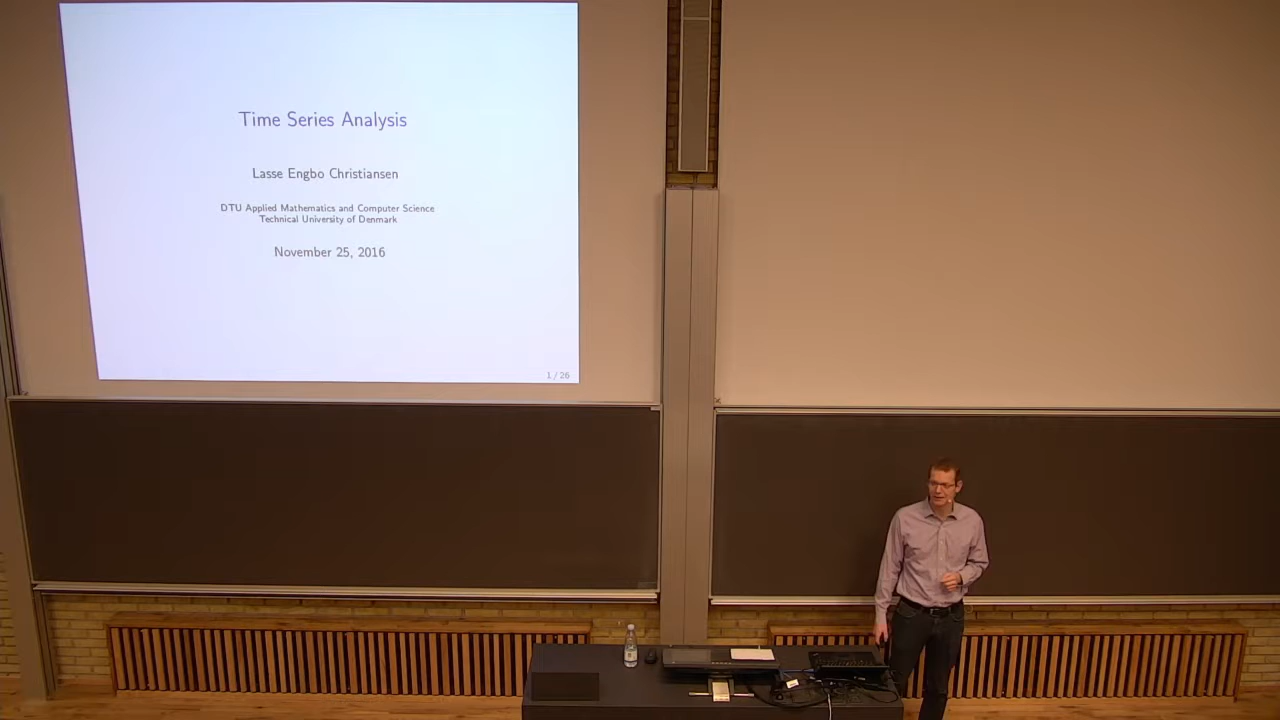 Time Series Analysis
Lasse Engbo Christiansen
DTU Applied Mathematics and Computer Science
Technical University of Denmark
November 25, 2016
1 / 26